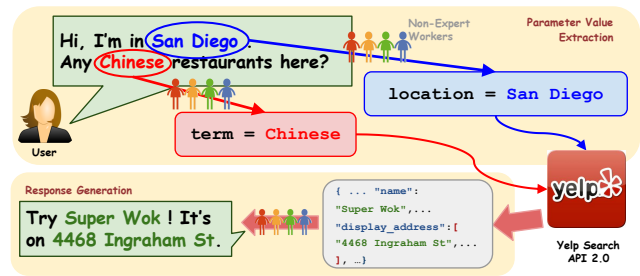 Hi, I'm in San Diego .
Any Chinese restaurants here?
Non-Expert
Workers
Parameter Value
Extraction
location = San Diego
term = Chinese
User
yelp
Yelp Search
API 2.0
Response Generation
Try Super Wok ! It's
on 4468 Ingraham St.
{ ... "name":
"Super Wok",...
"display_address":[
"4468 Ingraham St",...
], …}